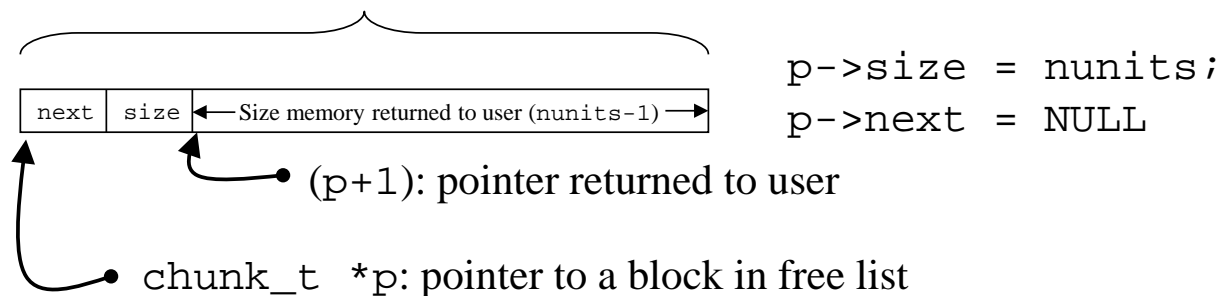 p->size = nunits;
next size Size memory returned to user (nunits-1)
p->next = NULL
(p+1): pointer returned to user
chunk_t *p: pointer to a block in free list